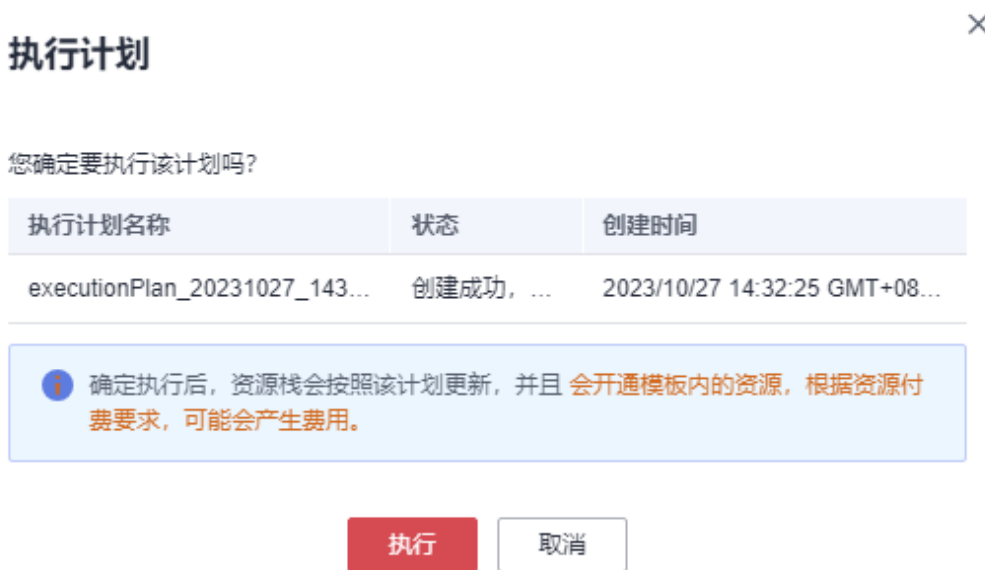 执行计划
您确定要执行该计划吗?
执行计划名称 状态 创建时间
executionPlan_20231027_143... 创建成功, ... 2023/10/27 14:32:25 GMT+08...
确定执行后，资源栈会按照该计划更新，并且 会开通模板内的资源，根据资源付
费要求，可能会产生费用。
执行 取消